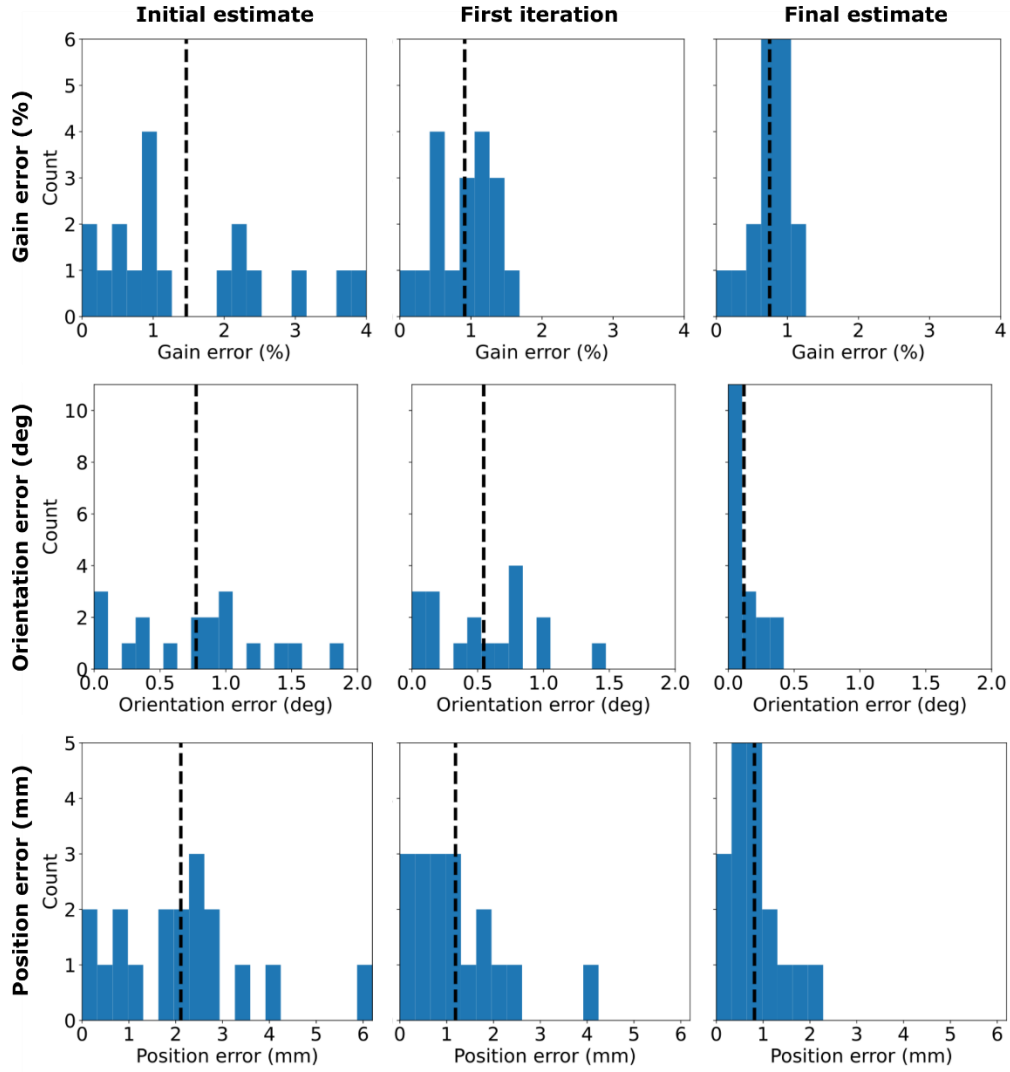 Initial estimate First iteration Final estimate
Gain error (%)
Count
6
5
4
3
2
1
0
0 1 2 3 4
Gain error (%)
0 1 2 3 4
Gain error (%)
0 1 2 3 4
Gain error (%)
Orientation error (deg)
Count
10
8
6
4
2
0
0.0 0.5 1.0 1.5 2.0
Orientation error (deg)
0.0 0.5 1.0 1.5 2.0
Orientation error (deg)
0.0 0.5 1.0 1.5 2.0
Orientation error (deg)
Position error (mm)
Count
5
4
3
2
1
0
0 1 2 3 4 5 6
Position error (mm)
0 1 2 3 4 5 6
Position error (mm)
0 1 2 3 4 5 6
Position error (mm)